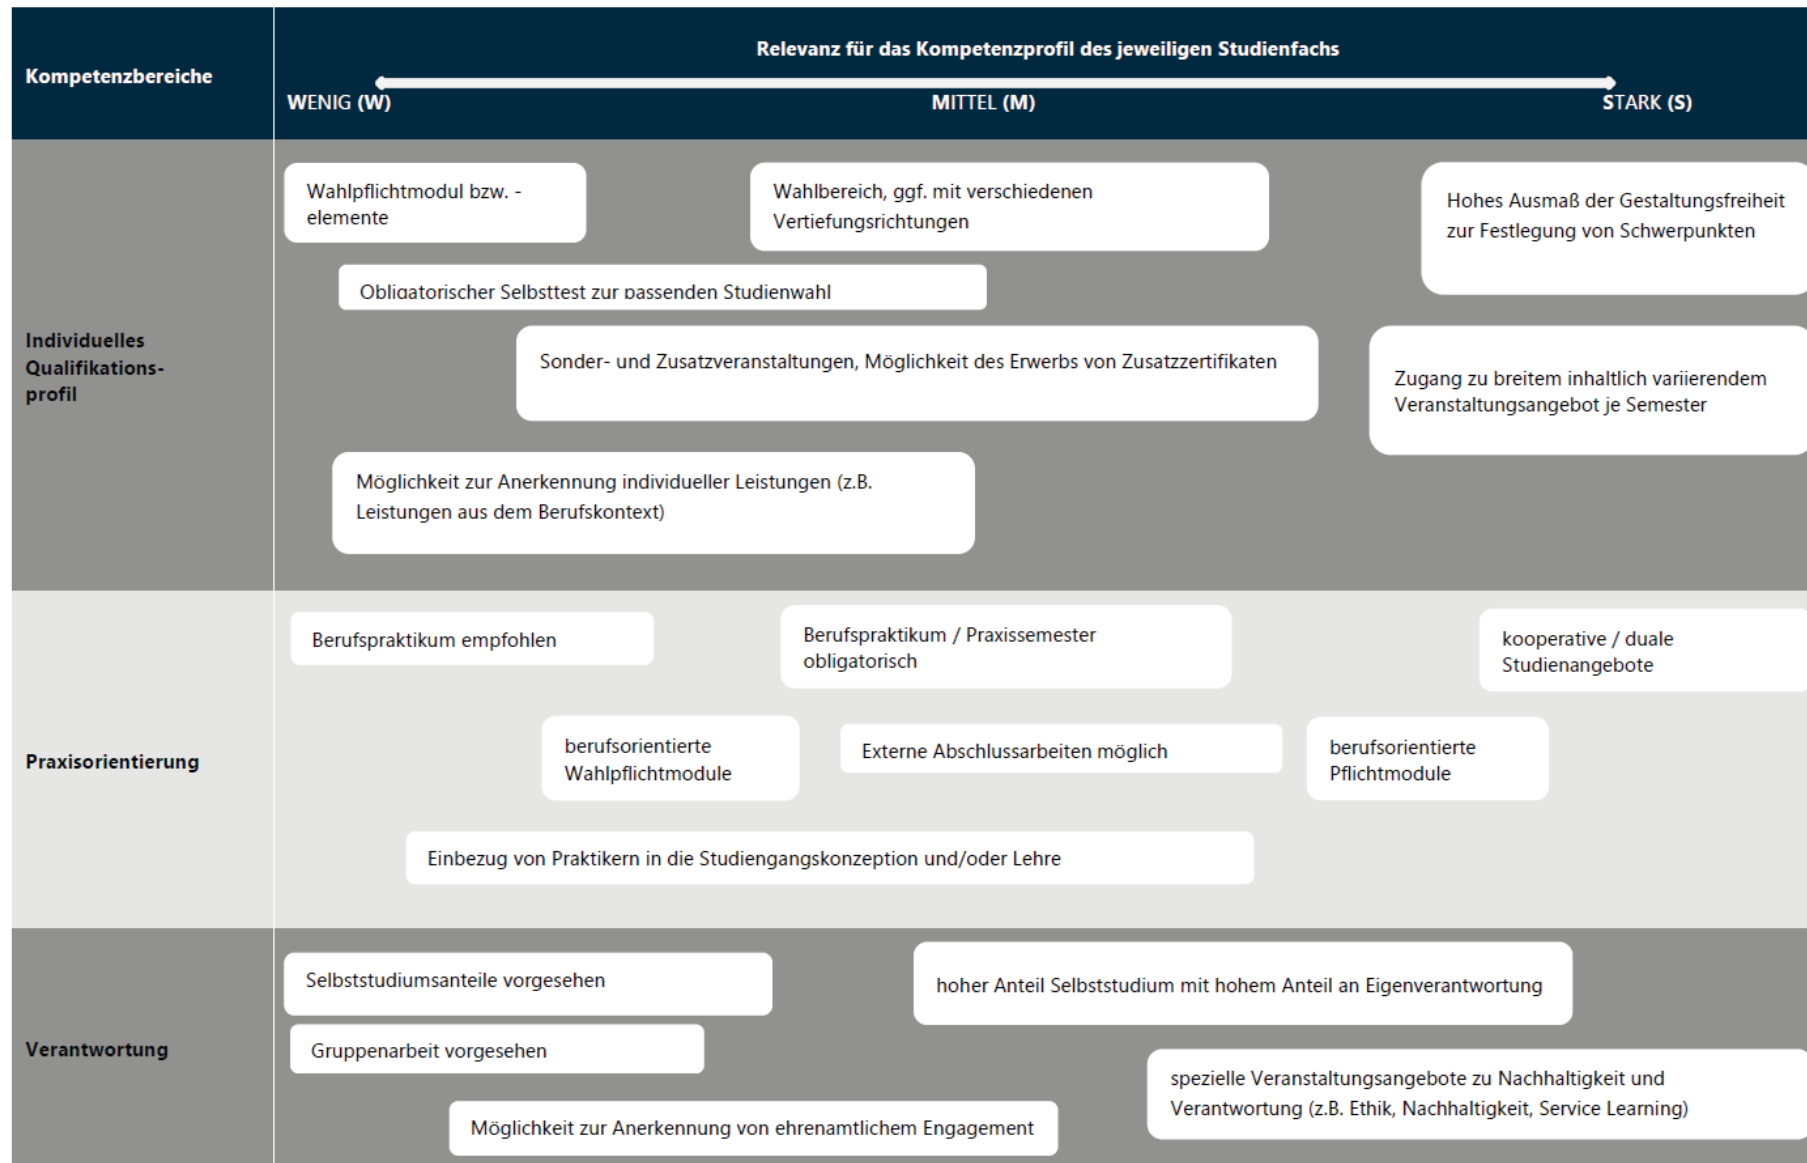 Relevanz für das Kompetenzprofil des jeweiligen Studienfachs
Kompetenzbereiche
WENIG (W)
MITTEL (M)
STARK (S)
Individuelles
Qualifikations-
profil
Wahlpflichtmodul bzw. -
elemente
Wahlbereich, ggf. mit verschiedenen
Vertiefungsrichtungen
Hohes Ausmaß der Gestaltungsfreiheit
zur Festlegung von Schwerpunkten
Obligatorischer Selbsttest zur passenden Studienwahl
Sonder- und Zusatzveranstaltungen, Möglichkeit des Erwerbs von Zusatzzertifikaten
Zugang zu breitem inhaltlich variierendem
Veranstaltungsangebot je Semester
Möglichkeit zur Anerkennung individueller Leistungen (z.B.
Leistungen aus dem Berufskontext)
Praxisorientierung
Berufspraktikum empfohlen
Berufspraktikum / Praxissemester
obligatorisch
kooperative / duale
Studienangebote
berufsorientierte
Wahlpflichtmodule
Externe Abschlussarbeiten möglich
berufsorientierte
Pflichtmodule
Einbezug von Praktikern in die Studiengangskonzeption und/oder Lehre
Verantwortung
Selbststudiumsanteile vorgesehen
hoher Anteil Selbststudium mit hohem Anteil an Eigenverantwortung
Gruppenarbeit vorgesehen
spezielle Veranstaltungsangebote zu Nachhaltigkeit und
Verantwortung (z.B. Ethik, Nachhaltigkeit, Service Learning)
Möglichkeit zur Anerkennung von ehrenamtlichem Engagement